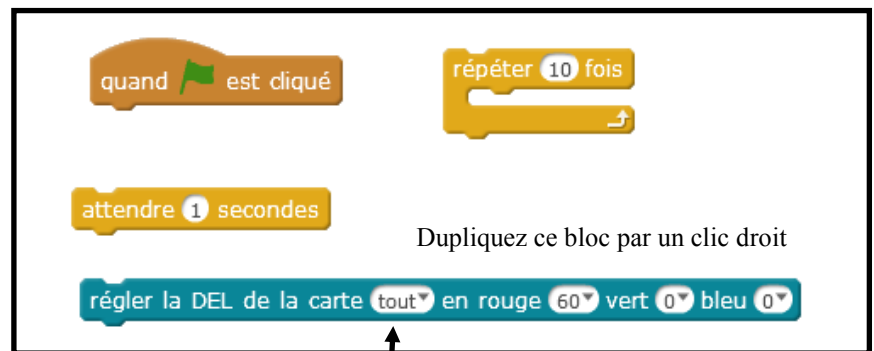 quand est cliqué
répéter 10 fois
attendre 1 secondes
Dupliquez ce bloc par un clic droit
régler la DEL de la carte tout en rouge 60 vert 0 bleu 0